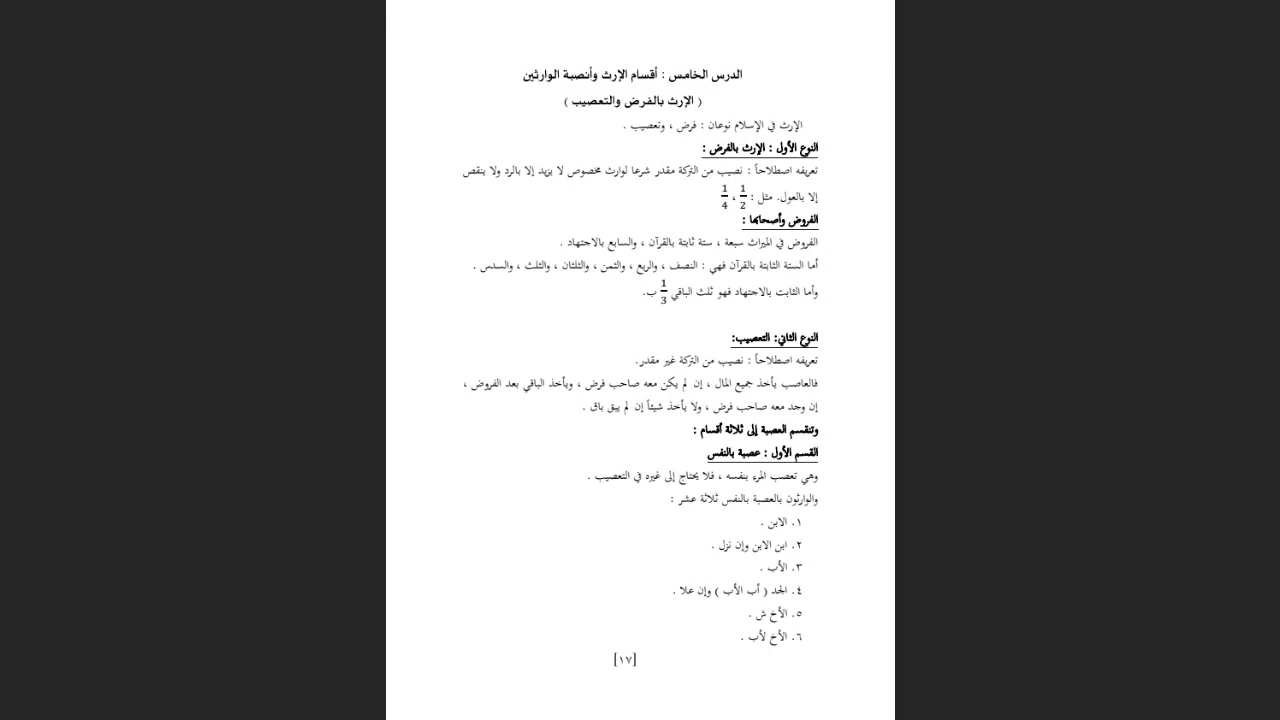 الدرس الخامس : أقسام الإرث وأنصبة الوارثين
( الإرث بالفرض والتعصيب )
الإرث في الإسلام نوعان : فرض ، وتعصيب .
النوع الأول : الإرث بالفرض :
تعريفه اصطلاحاً : نصيب من التركة مقدر شرعا لوارث مخصوص لا يزيد إلا بالرد ولا ينقص
إلا بالعول. مثل : 1/2 ، 1/4
الفروض وأصحابها :
الفروض في الميراث سبعة ، ستة ثابتة بالقرآن ، والسابع بالاجتهاد .
أما الستة الثابتة بالقرآن فهي : النصف ، والربع ، والثمن ، والثلثان ، والثلث ، والسدس .
وأما الثابت بالاجتهاد فهو ثلث الباقي 1/3 ب.
النوع الثاني: التعصيب:
تعريفه اصطلاحاً : نصيب من التركة غير مقدر.
فالعاصب يأخذ جميع المال ، إن لم يكن معه صاحب فرض ، ويأخذ الباقي بعد الفروض ،
إن وجد معه صاحب فرض ، ولا يأخذ شيئاً إن لم يبق باق .
وتنقسم العصبة إلى ثلاثة أقسام :
القسم الأول : عصبة بالنفس
وهي تعصب المرء بنفسه ، فلا يحتاج إلى غيره في التعصيب .
والوارثون بالعصبة بالنفس ثلاثة عشر :
١. الابن .
٢. ابن الابن وإن نزل .
٣. الأب .
٤. الجد ( أب الأب ) وإن علا .
٥. الأخ ش .
٦. الأخ لأب .
[١٧]